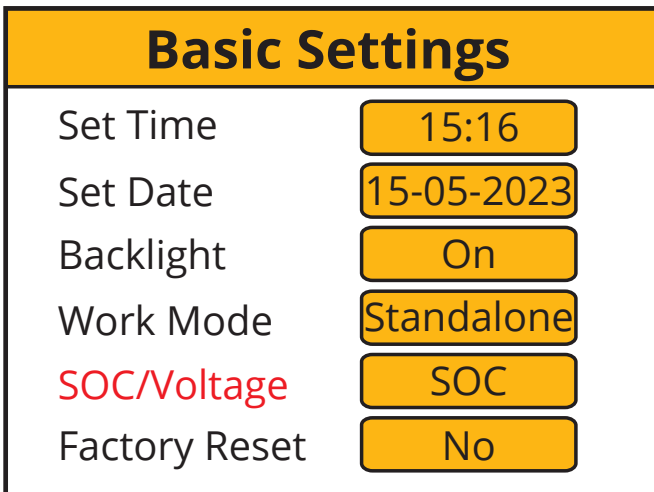 Basic Settings
Set Time 15:16
Set Date 15-05-2023
Backlight On
Work Mode Standalone
SOC/Voltage SOC
Factory Reset No